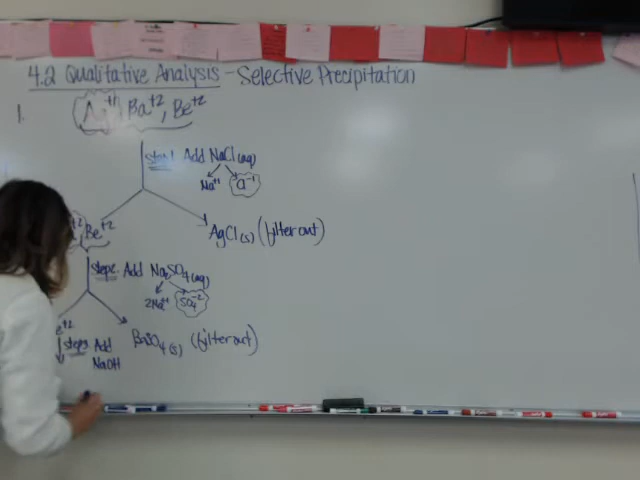 4.2 Qualitative Analysis - Selective Precipitation
1. Ag+1, Ba+2, Be+2
step1 Add NaCl(aq)
Na+1 Cl-1
+2, Be+2
AgCl(s) (filter out)
step2 Add Na2SO4(aq)
2Na+1 SO4-2
e+2
BaSO4(s) (filter out)
step3 Add
NaOH